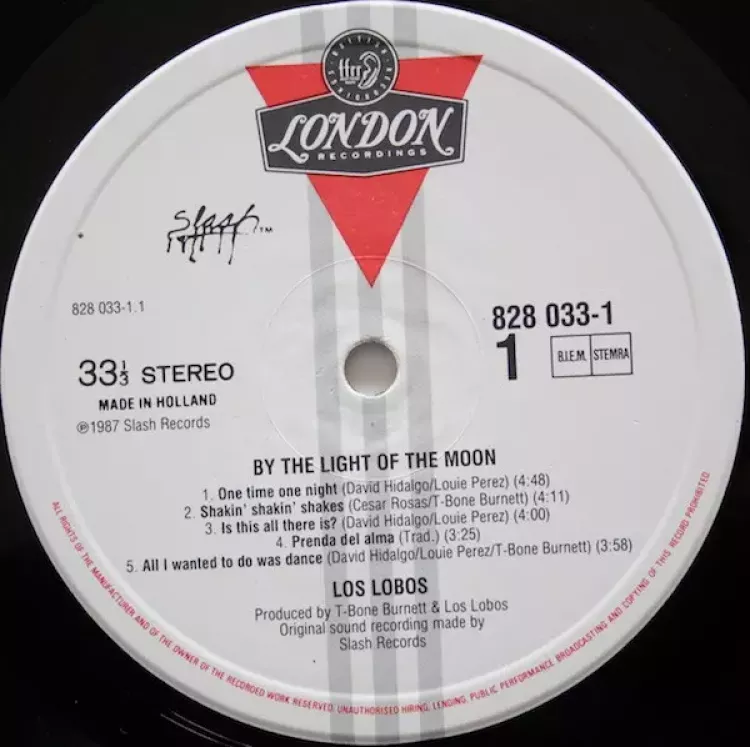 BRITISH
ffrr
RECORDINGS
LONDON
RECORDINGS
Slash™
828 033-1.1
828 033-1
1
B.I.E.M. STEMRA
33⅓ STEREO
MADE IN HOLLAND
℗1987 Slash Records
BY THE LIGHT OF THE MOON
1. One time one night (David Hidalgo/Louie Perez) (4:48)
2. Shakin' shakin' shakes (Cesar Rosas/T-Bone Burnett) (4:11)
3. Is this all there is? (David Hidalgo/Louie Perez) (4:00)
4. Prenda del alma (Trad.) (3:25)
5. All I wanted to do was dance (David Hidalgo/Louie Perez/T-Bone Burnett) (3:58)
LOS LOBOS
Produced by T-Bone Burnett & Los Lobos
Original sound recording made by
Slash Records
ALL RIGHTS OF THE MANUFACTURER AND OF THE OWNER OF THE RECORDED WORK RESERVED. UNAUTHORISED HIRING, LENDING, PUBLIC PERFORMANCE, BROADCASTING AND COPYING OF THIS RECORD PROHIBITED